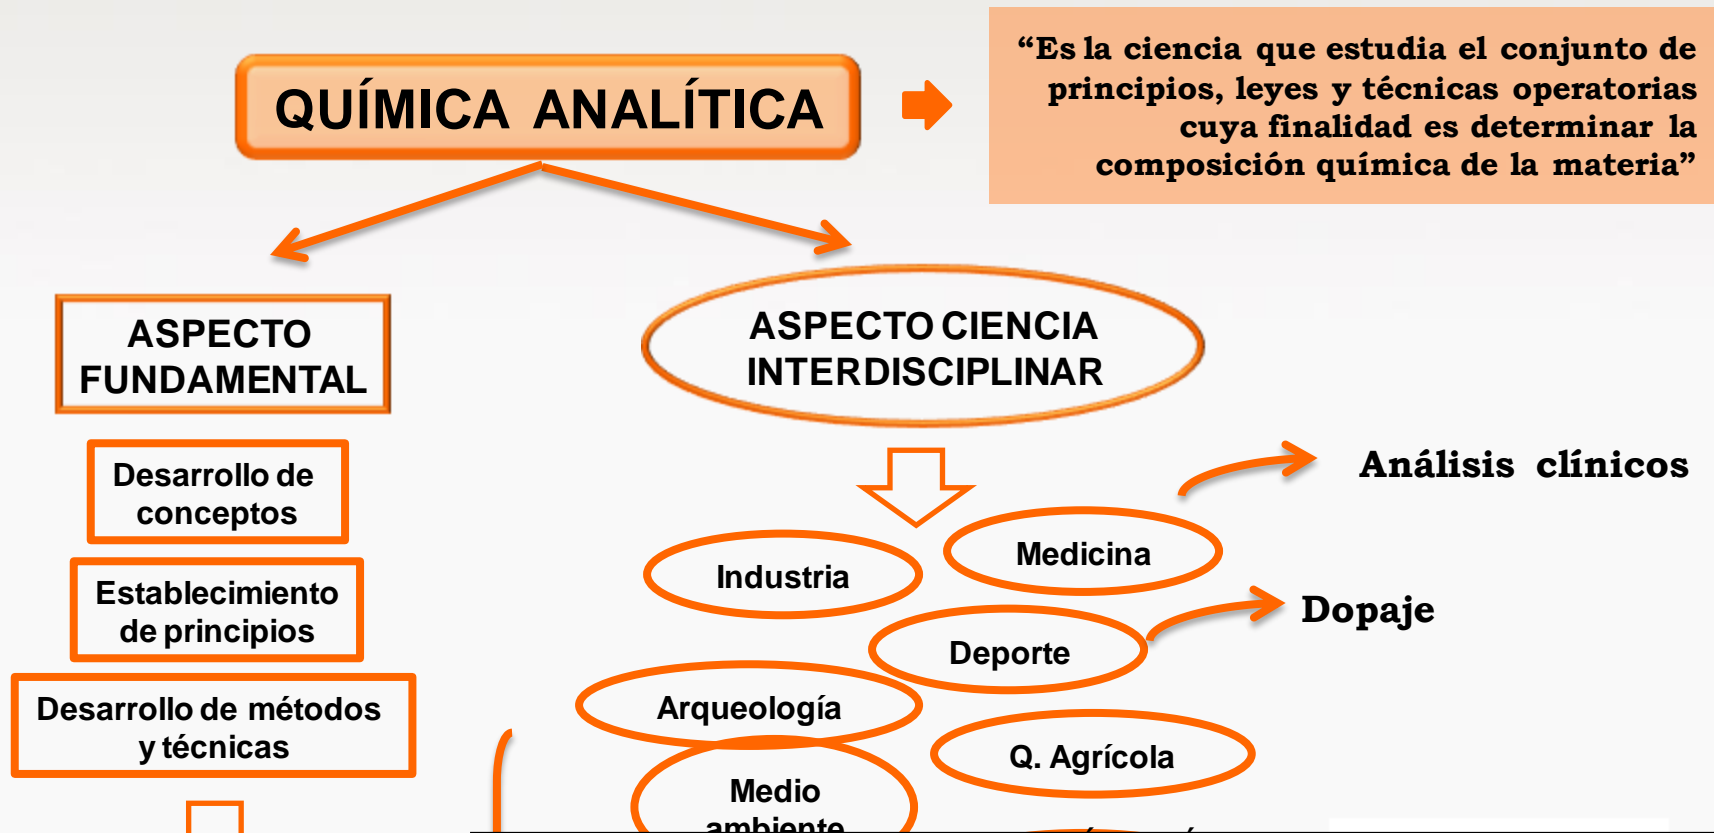 QUÍMICA ANALÍTICA
“Es la ciencia que estudia el conjunto de
principios, leyes y técnicas operatorias
cuya finalidad es determinar la
composición química de la materia”
ASPECTO
FUNDAMENTAL
Desarrollo de
conceptos
Establecimiento
de principios
Desarrollo de métodos
y técnicas
ASPECTO CIENCIA
INTERDISCIPLINAR
Medicina
Análisis clínicos
Industria
Deporte
Dopaje
Arqueología
Q. Agrícola
Medio
ambiente